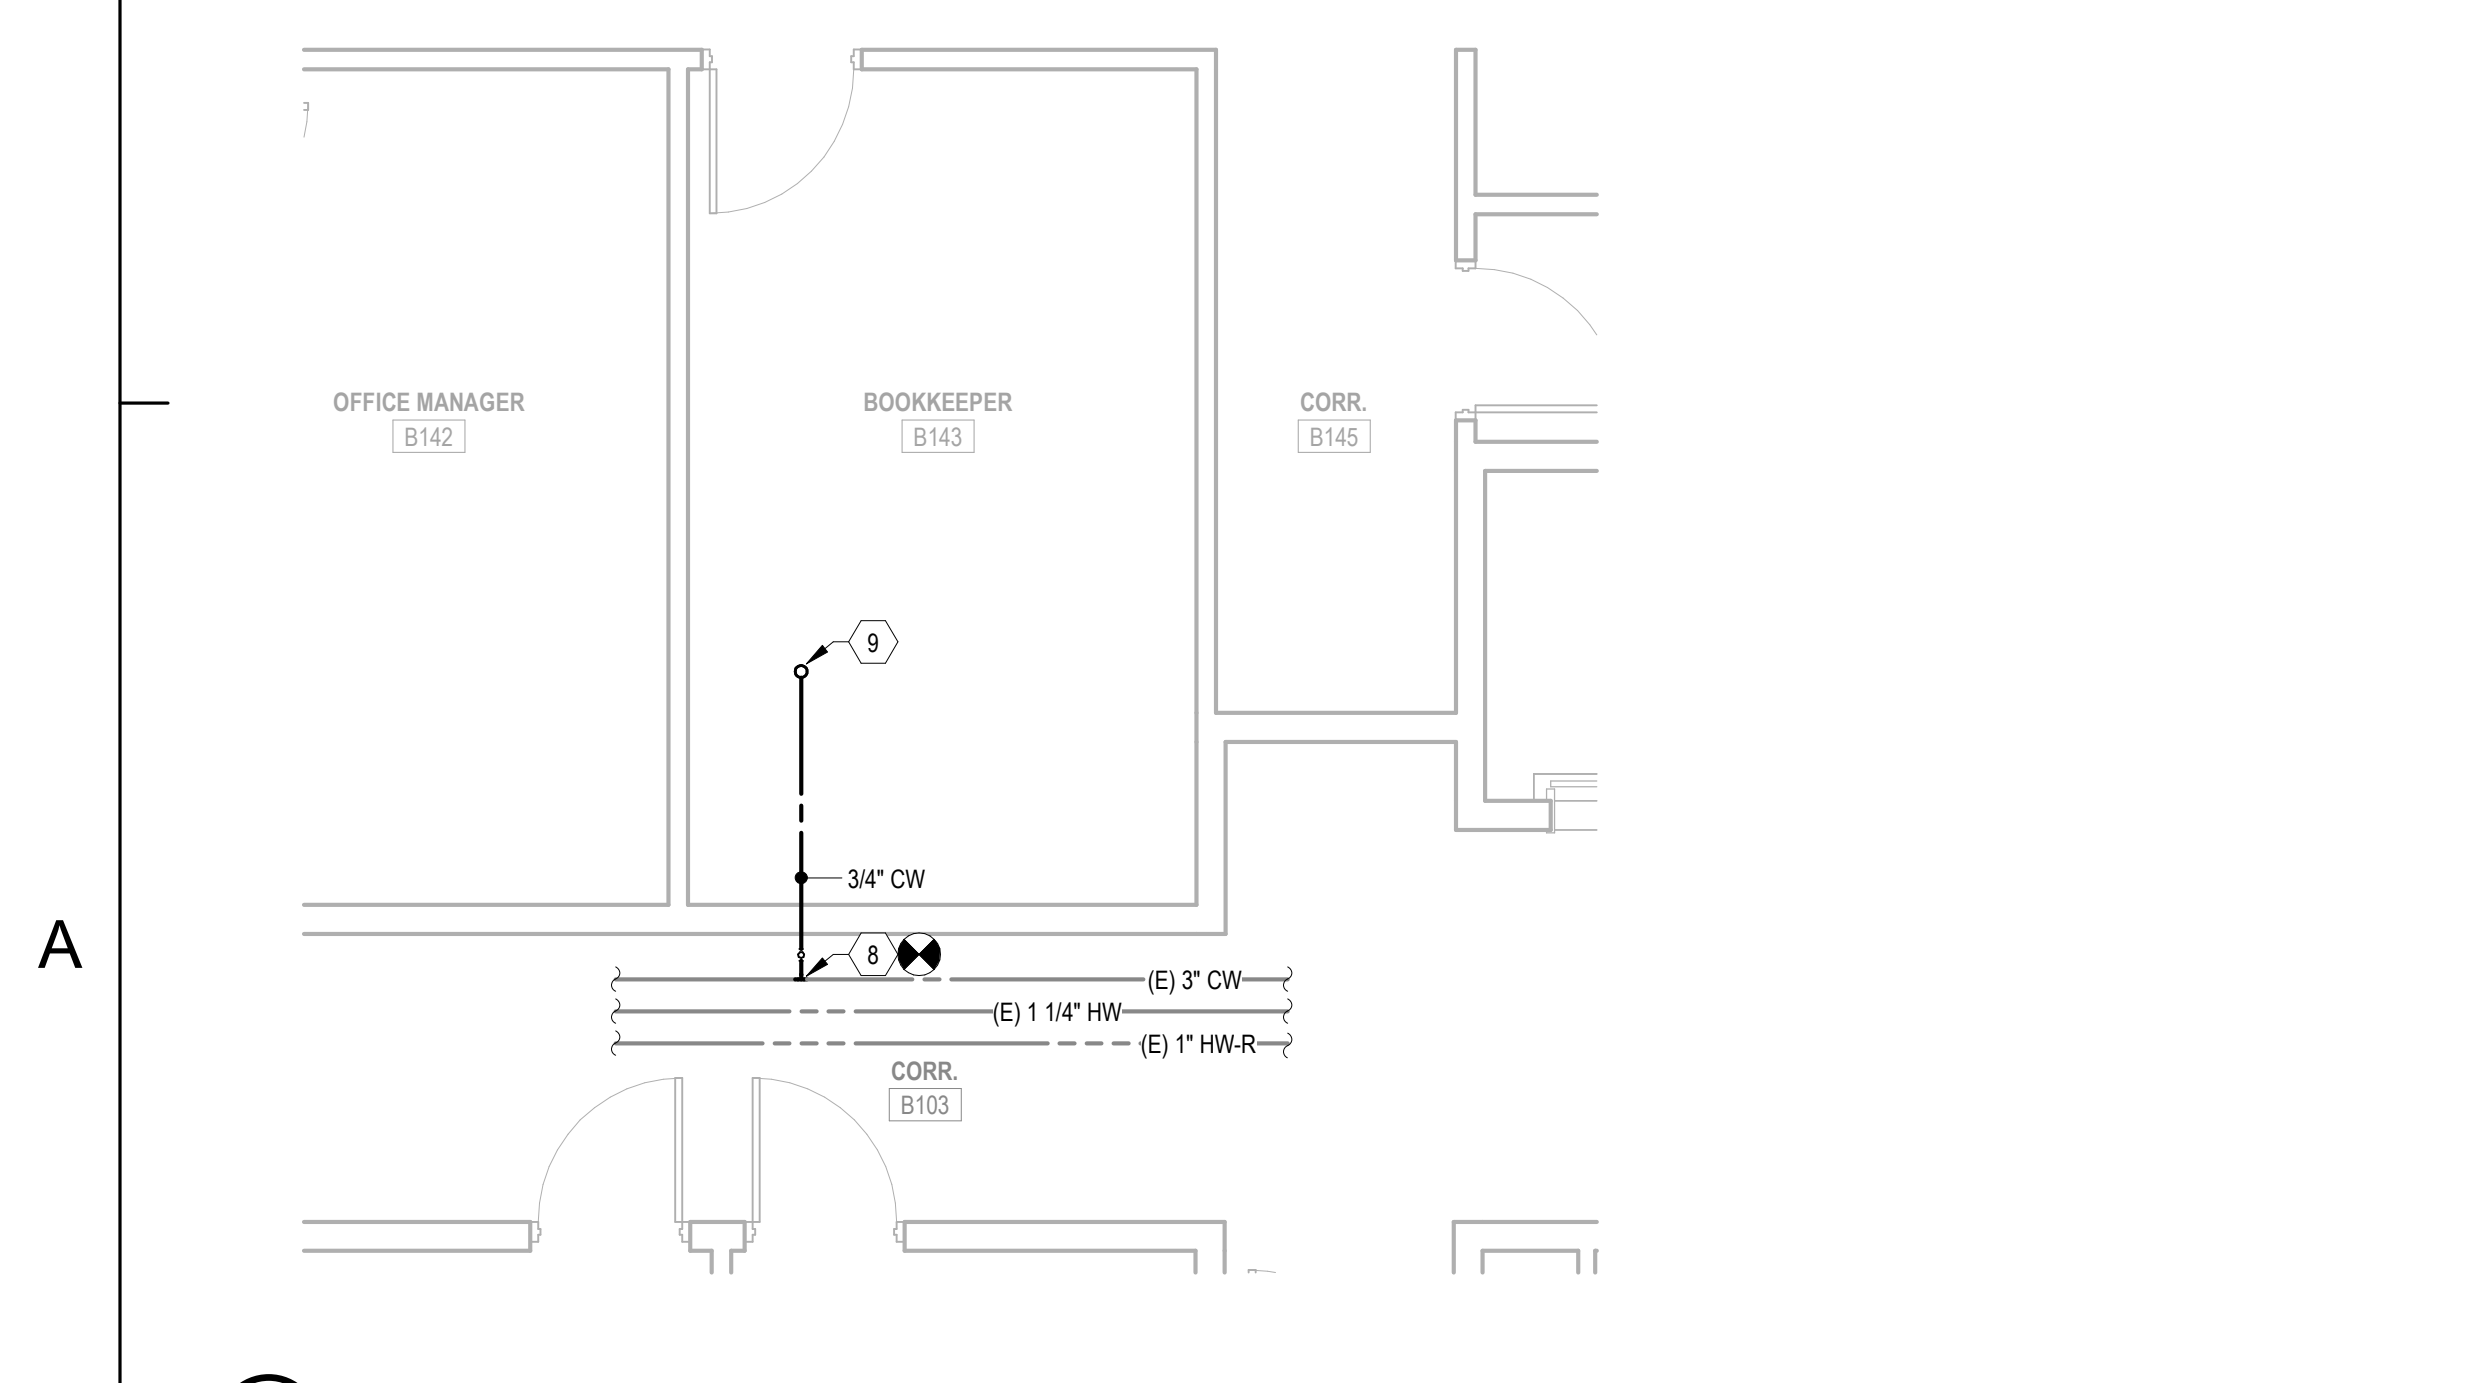 OFFICE MANAGER
B142
BOOKKEEPER
B143
CORR.
B145
9
3/4" CW
A
8
(E) 3" CW
(E) 1 1/4" HW
(E) 1" HW-R
CORR.
B103